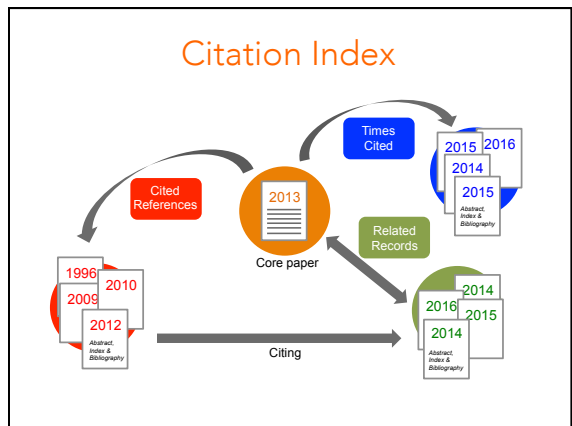 Citation Index
Times
Cited
2015
2016
2014
2015
Abstract,
Index &
Bibliography
Cited
References
2013
Core paper
Related
Records
1996
2010
2009
2012
Abstract,
Index &
Bibliography
Citing
2014
2016
2015
2014
Abstract,
Index &
Bibliography